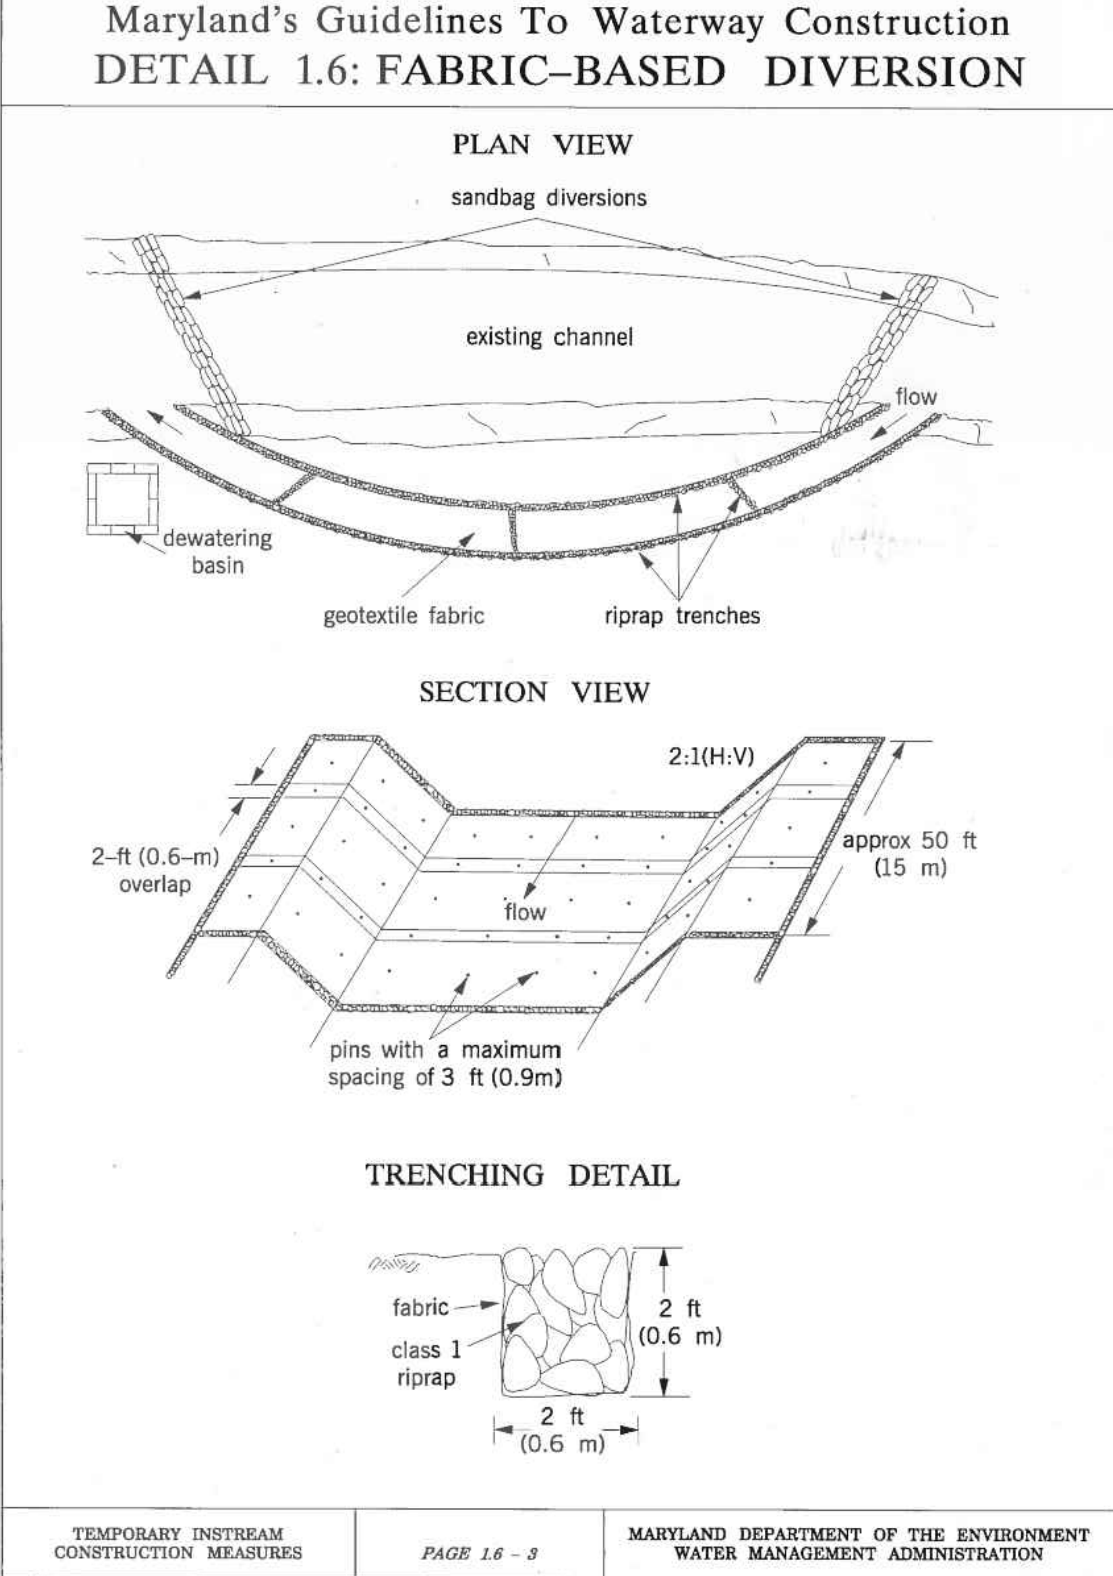 Maryland's Guidelines To Waterway Construction
DETAIL 1.6: FABRIC-BASED DIVERSION
PLAN VIEW
sandbag diversions
existing channel
flow
dewatering
basin
geotextile fabric
riprap trenches
SECTION VIEW
2:1(H:V)
2-ft (0.6-m)
overlap
approx 50 ft
(15 m)
flow
pins with a maximum
spacing of 3 ft (0.9m)
TRENCHING DETAIL
fabric
class 1
riprap
2 ft
(0.6 m)
2 ft
(0.6 m)
TEMPORARY INSTREAM
CONSTRUCTION MEASURES
PAGE 1.6 - 3
MARYLAND DEPARTMENT OF THE ENVIRONMENT
WATER MANAGEMENT ADMINISTRATION